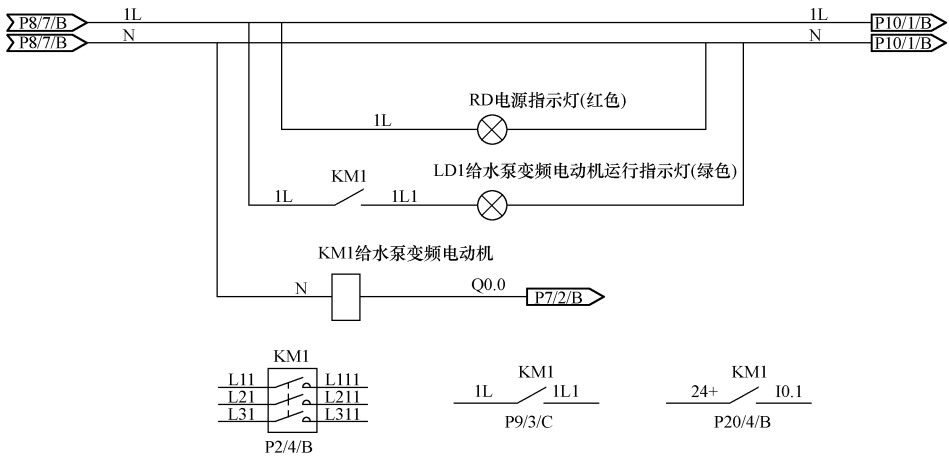 P8/7/B 1L 1L P10/1/B
P8/7/B N N P10/1/B
RD电源指示灯(红色)
1L
LD1给水泵变频电动机运行指示灯(绿色)
KM1
1L 1L1
KM1给水泵变频电动机
N Q0.0 P7/2/B
KM1 KM1 KM1
L11 L111
L21 L211
L31 L311
1L 1L1 24+ I0.1
P2/4/B P9/3/C P20/4/B